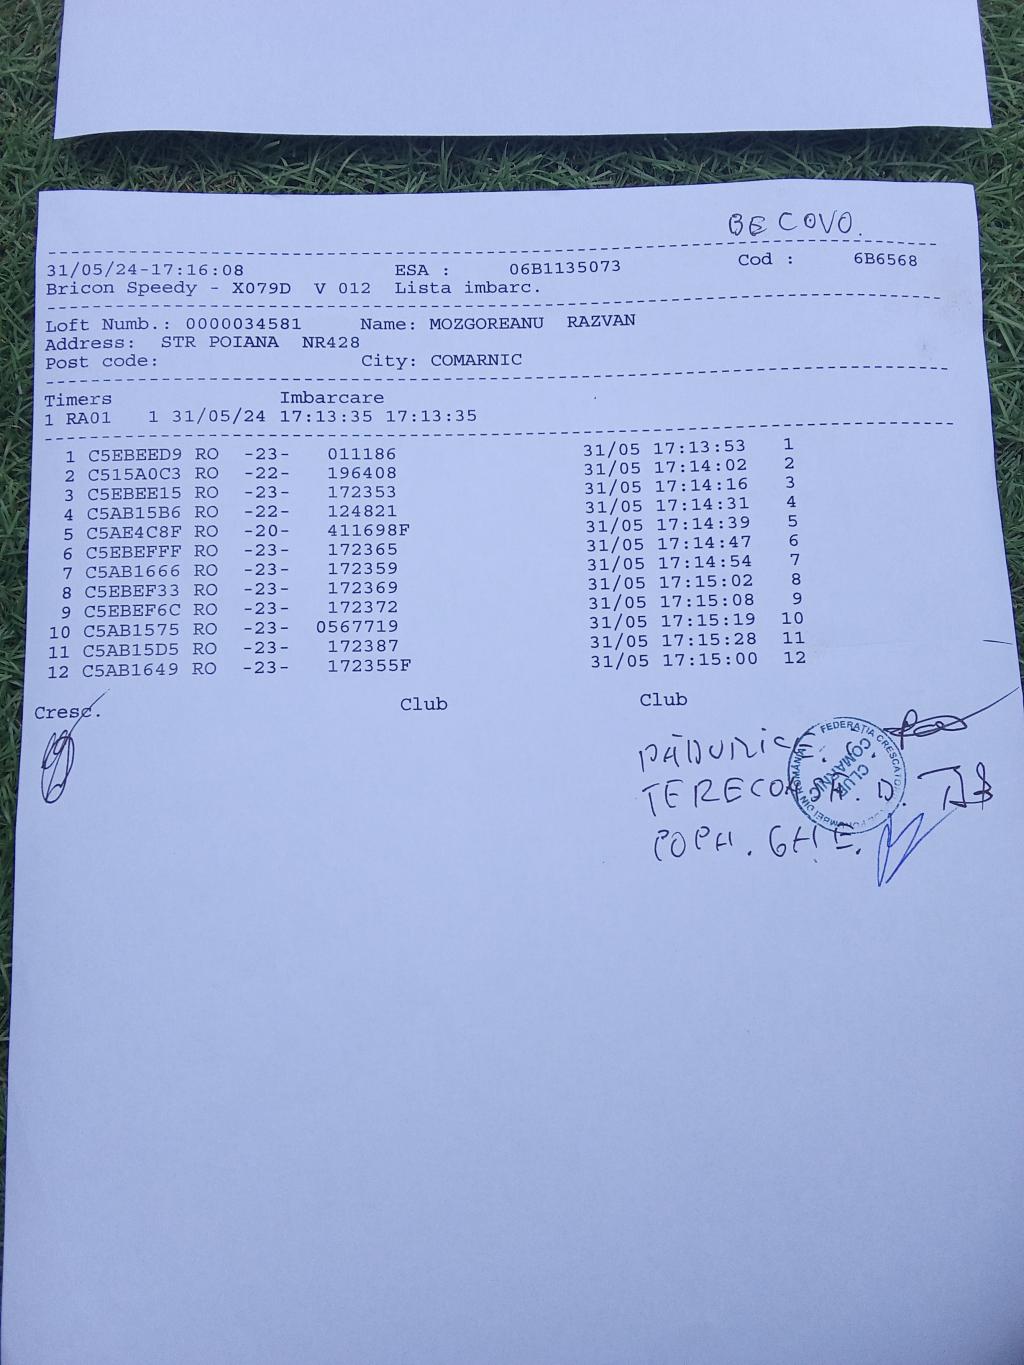 BECOVO.
31/05/24-17:16:08 ESA : 06B1135073 Cod : 6B6568
Bricon Speedy - X079D V 012 Lista imbarc.
Loft Numb.: 0000034581 Name: MOZGOREANU RAZVAN
Address: STR POIANA NR428
Post code: City: COMARNIC
Timers Imbarcare
1 RA01 1 31/05/24 17:13:35 17:13:35
1 C5EBEED9 RO -23- 011186 31/05 17:13:53 1
2 C515A0C3 RO -22- 196408 31/05 17:14:02 2
3 C5EBEE15 RO -23- 172353 31/05 17:14:16 3
4 C5AB15B6 RO -22- 124821 31/05 17:14:31 4
5 C5AE4C8F RO -20- 411698F 31/05 17:14:39 5
6 C5EBEFFF RO -23- 172365 31/05 17:14:47 6
7 C5AB1666 RO -23- 172359 31/05 17:14:54 7
8 C5EBEF33 RO -23- 172369 31/05 17:15:02 8
9 C5EBEF6C RO -23- 172372 31/05 17:15:08 9
10 C5AB1575 RO -23- 0567719 31/05 17:15:19 10
11 C5AB15D5 RO -23- 172387 31/05 17:15:28 11
12 C5AB1649 RO -23- 172355F 31/05 17:15:00 12
Cresc. Club Club
FEDERAȚIA CRESCĂTORILOR DE PORUMBEI DIN ROMÂNIA
CLUB
COMARNIC
POPA. GHE.